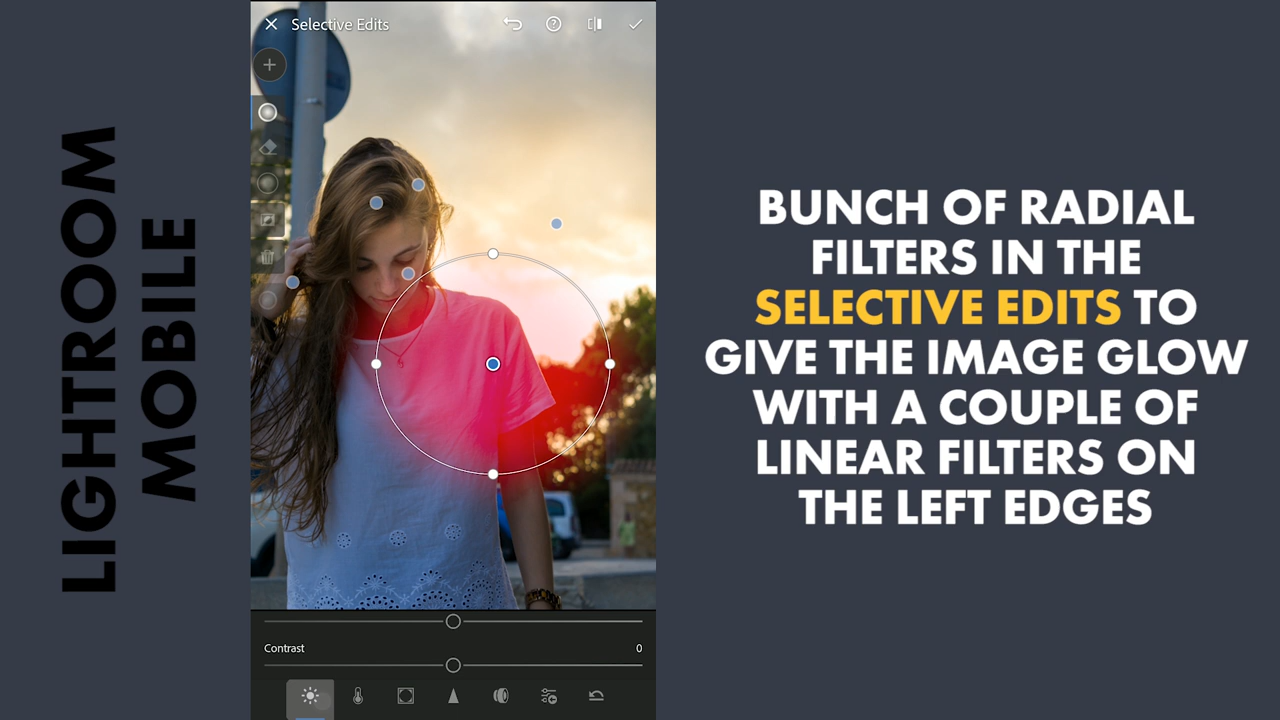 LIGHTROOM
MOBILE
Selective Edits
Contrast 0
BUNCH OF RADIAL
FILTERS IN THE
SELECTIVE EDITS TO
GIVE THE IMAGE GLOW
WITH A COUPLE OF
LINEAR FILTERS ON
THE LEFT EDGES